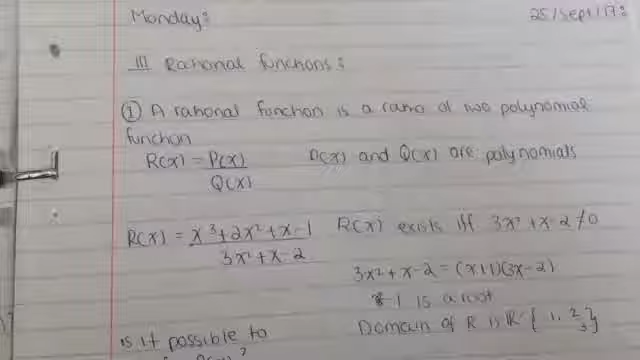 Monday:
25/Sept/17:
III Rational functions:
① A rational function is a ratio of two polynomial
function
R(x) = P(x)/Q(x)
P(x) and Q(x) are polynomials
R(x) = x³+2x²+x-1/3x²+x-2
R(x) exists iff 3x²+x-2≠0
3x²+x-2=(x+1)(3x-2)
-1 is a root
Domain of R is ℝ-{1, 2/3}
is it possible to